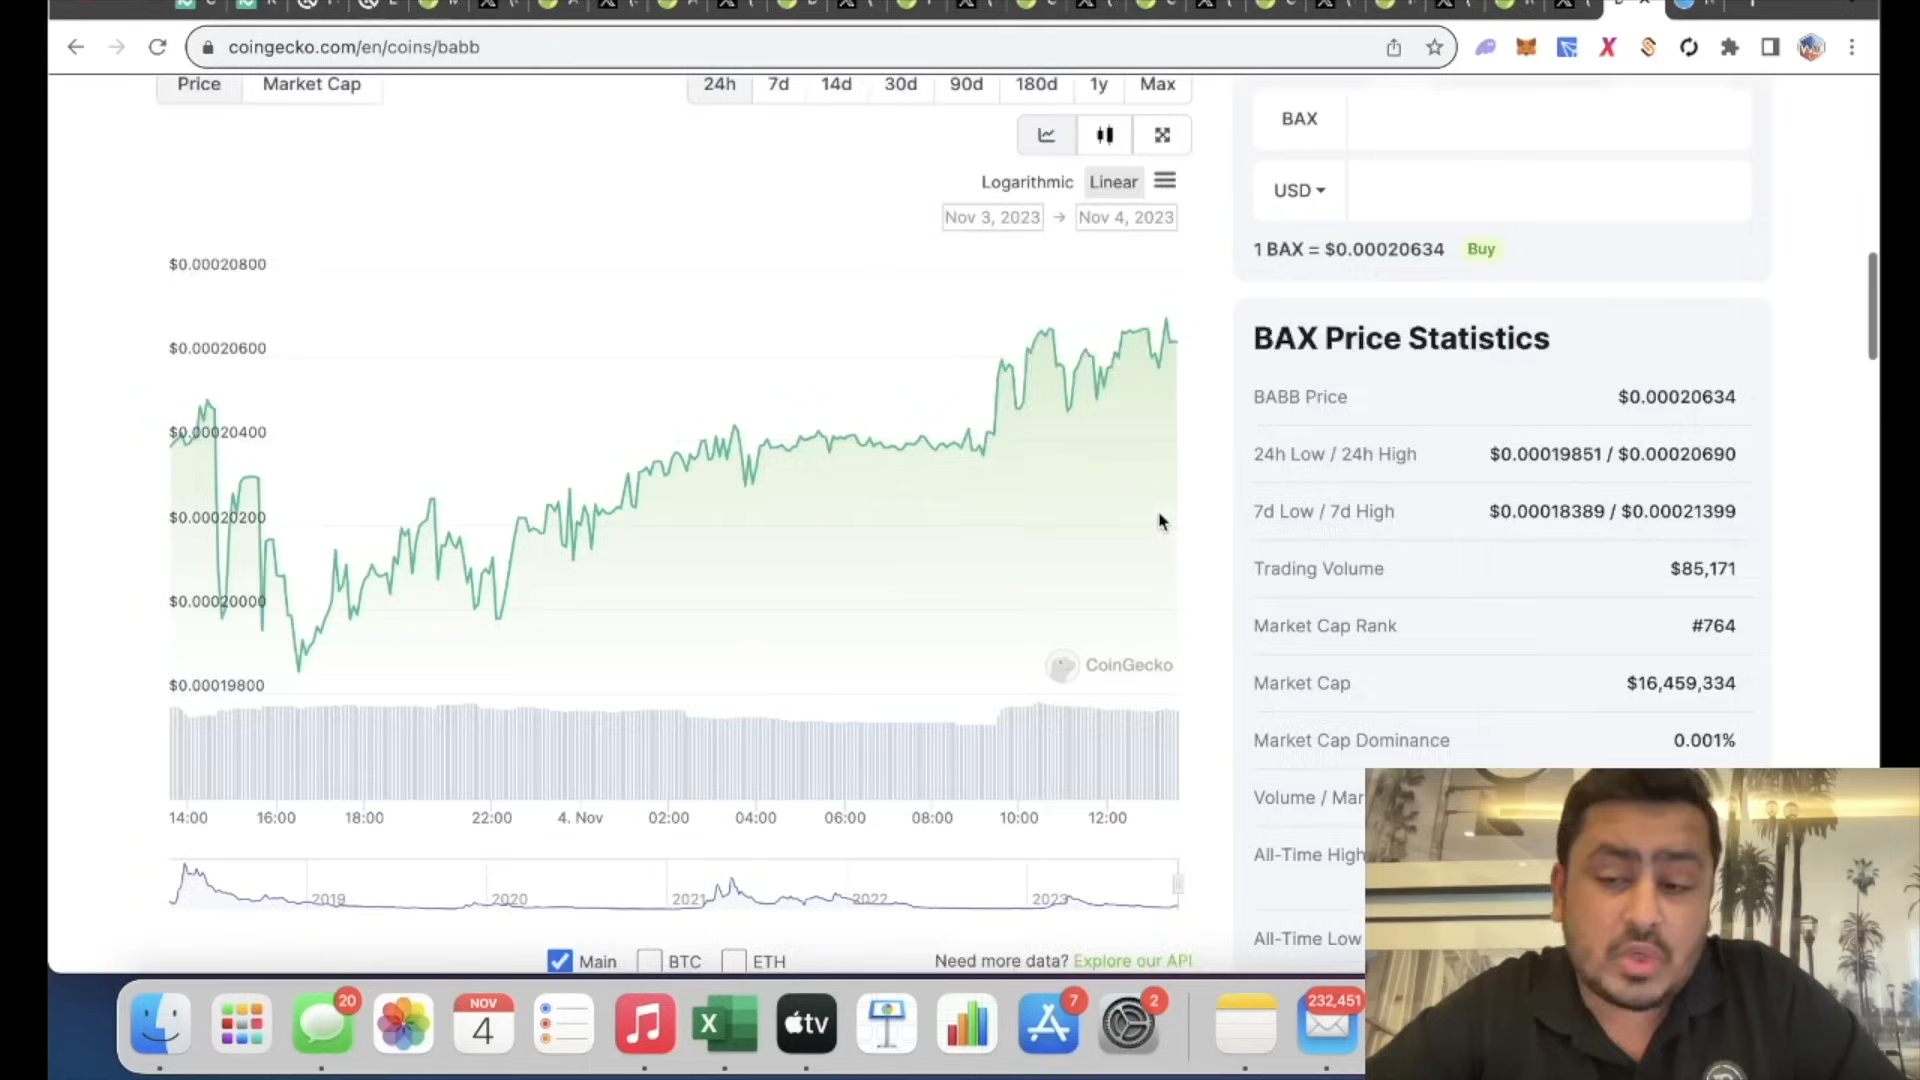 coingecko.com/en/coins/babb
Price Market Cap
24h 7d 14d 30d 90d 180d 1y Max
Logarithmic Linear
Nov 3, 2023 → Nov 4, 2023
$0.00020800
$0.00020600
$0.00020400
$0.00020200
$0.00020000
$0.00019800
CoinGecko
14:00 16:00 18:00 22:00 4. Nov 02:00 04:00 06:00 08:00 10:00 12:00
2019 2020 2021 2022 2023
Main BTC ETH
Need more data? Explore our API
BAX
USD
1 BAX = $0.00020634 Buy
BAX Price Statistics
BABB Price $0.00020634
24h Low / 24h High $0.00019851 / $0.00020690
7d Low / 7d High $0.00018389 / $0.00021399
Trading Volume $85,171
Market Cap Rank #764
Market Cap $16,459,334
Market Cap Dominance 0.001%
Volume / Mar
All-Time High
All-Time Low
20
NOV
4
X
tv
7
2
232,451